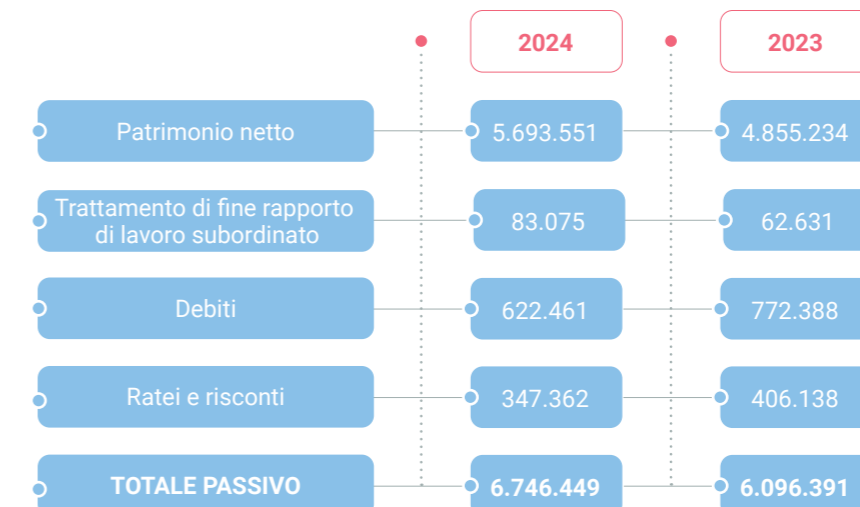 2024 2023
Patrimonio netto 5.693.551 4.855.234
Trattamento di fine rapporto
di lavoro subordinato 83.075 62.631
Debiti 622.461 772.388
Ratei e risconti 347.362 406.138
TOTALE PASSIVO 6.746.449 6.096.391